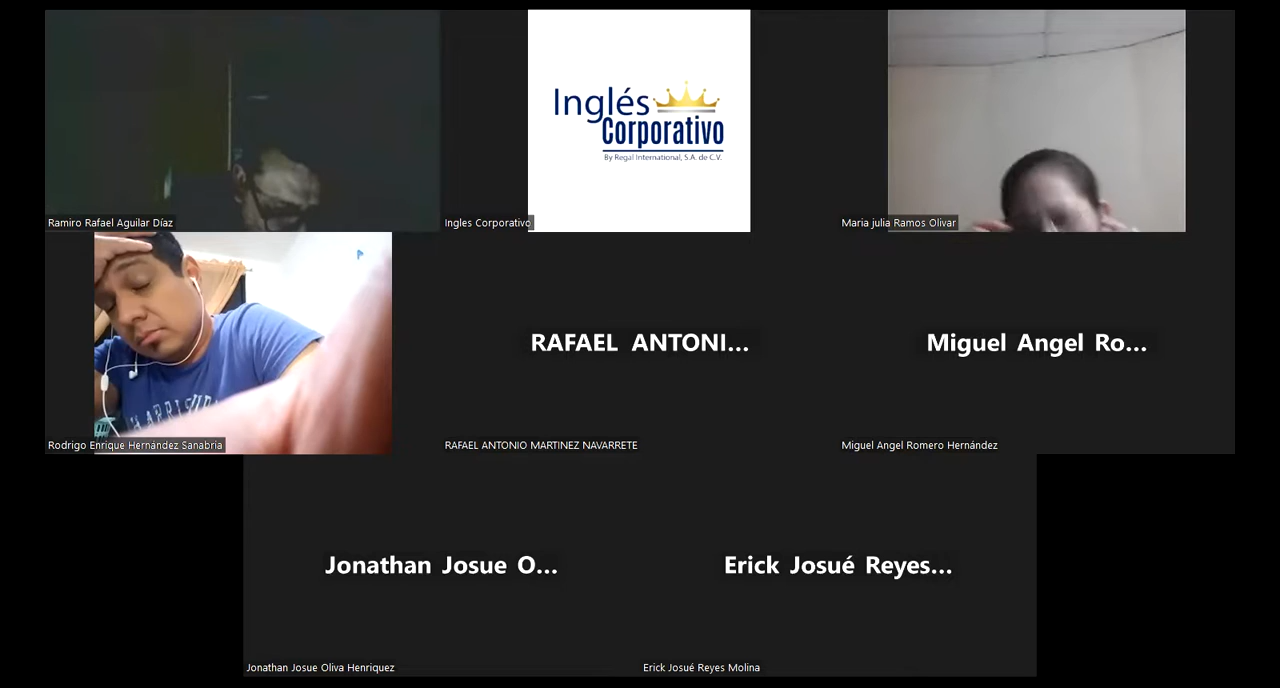 Inglés
Corporativo
By Regal International, S.A. de C.V.
Ramiro Rafael Aguilar Díaz
Ingles Corporativo
Maria julia Ramos Olivar
RAFAEL ANTONI...
Miguel Angel Ro...
Rodrigo Enrique Hernández Sanabria
RAFAEL ANTONIO MARTINEZ NAVARRETE
Miguel Angel Romero Hernández
Jonathan Josue O...
Erick Josué Reyes...
Jonathan Josue Oliva Henriquez
Erick Josué Reyes Molina